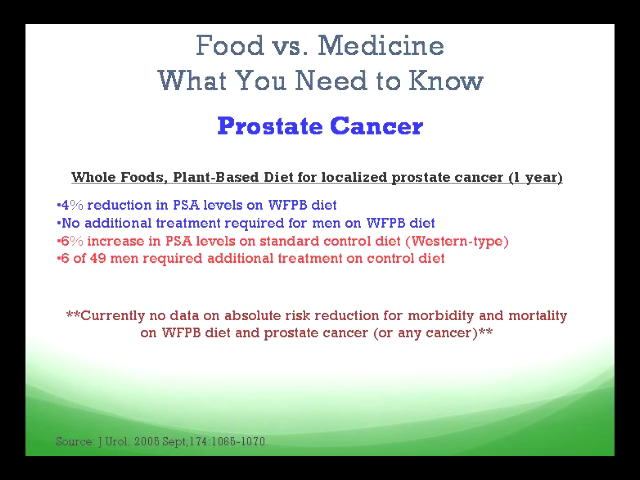 Food vs. Medicine
What You Need to Know
Prostate Cancer
Whole Foods, Plant-Based Diet for localized prostate cancer (1 year)
•4% reduction in PSA levels on WFPB diet
•No additional treatment required for men on WFPB diet
•6% increase in PSA levels on standard control diet (Western-type)
•6 of 49 men required additional treatment on control diet
**Currently no data on absolute risk reduction for morbidity and mortality
on WFPB diet and prostate cancer (or any cancer)**
Source: J Urol. 2005 Sept;174:1065-1070.